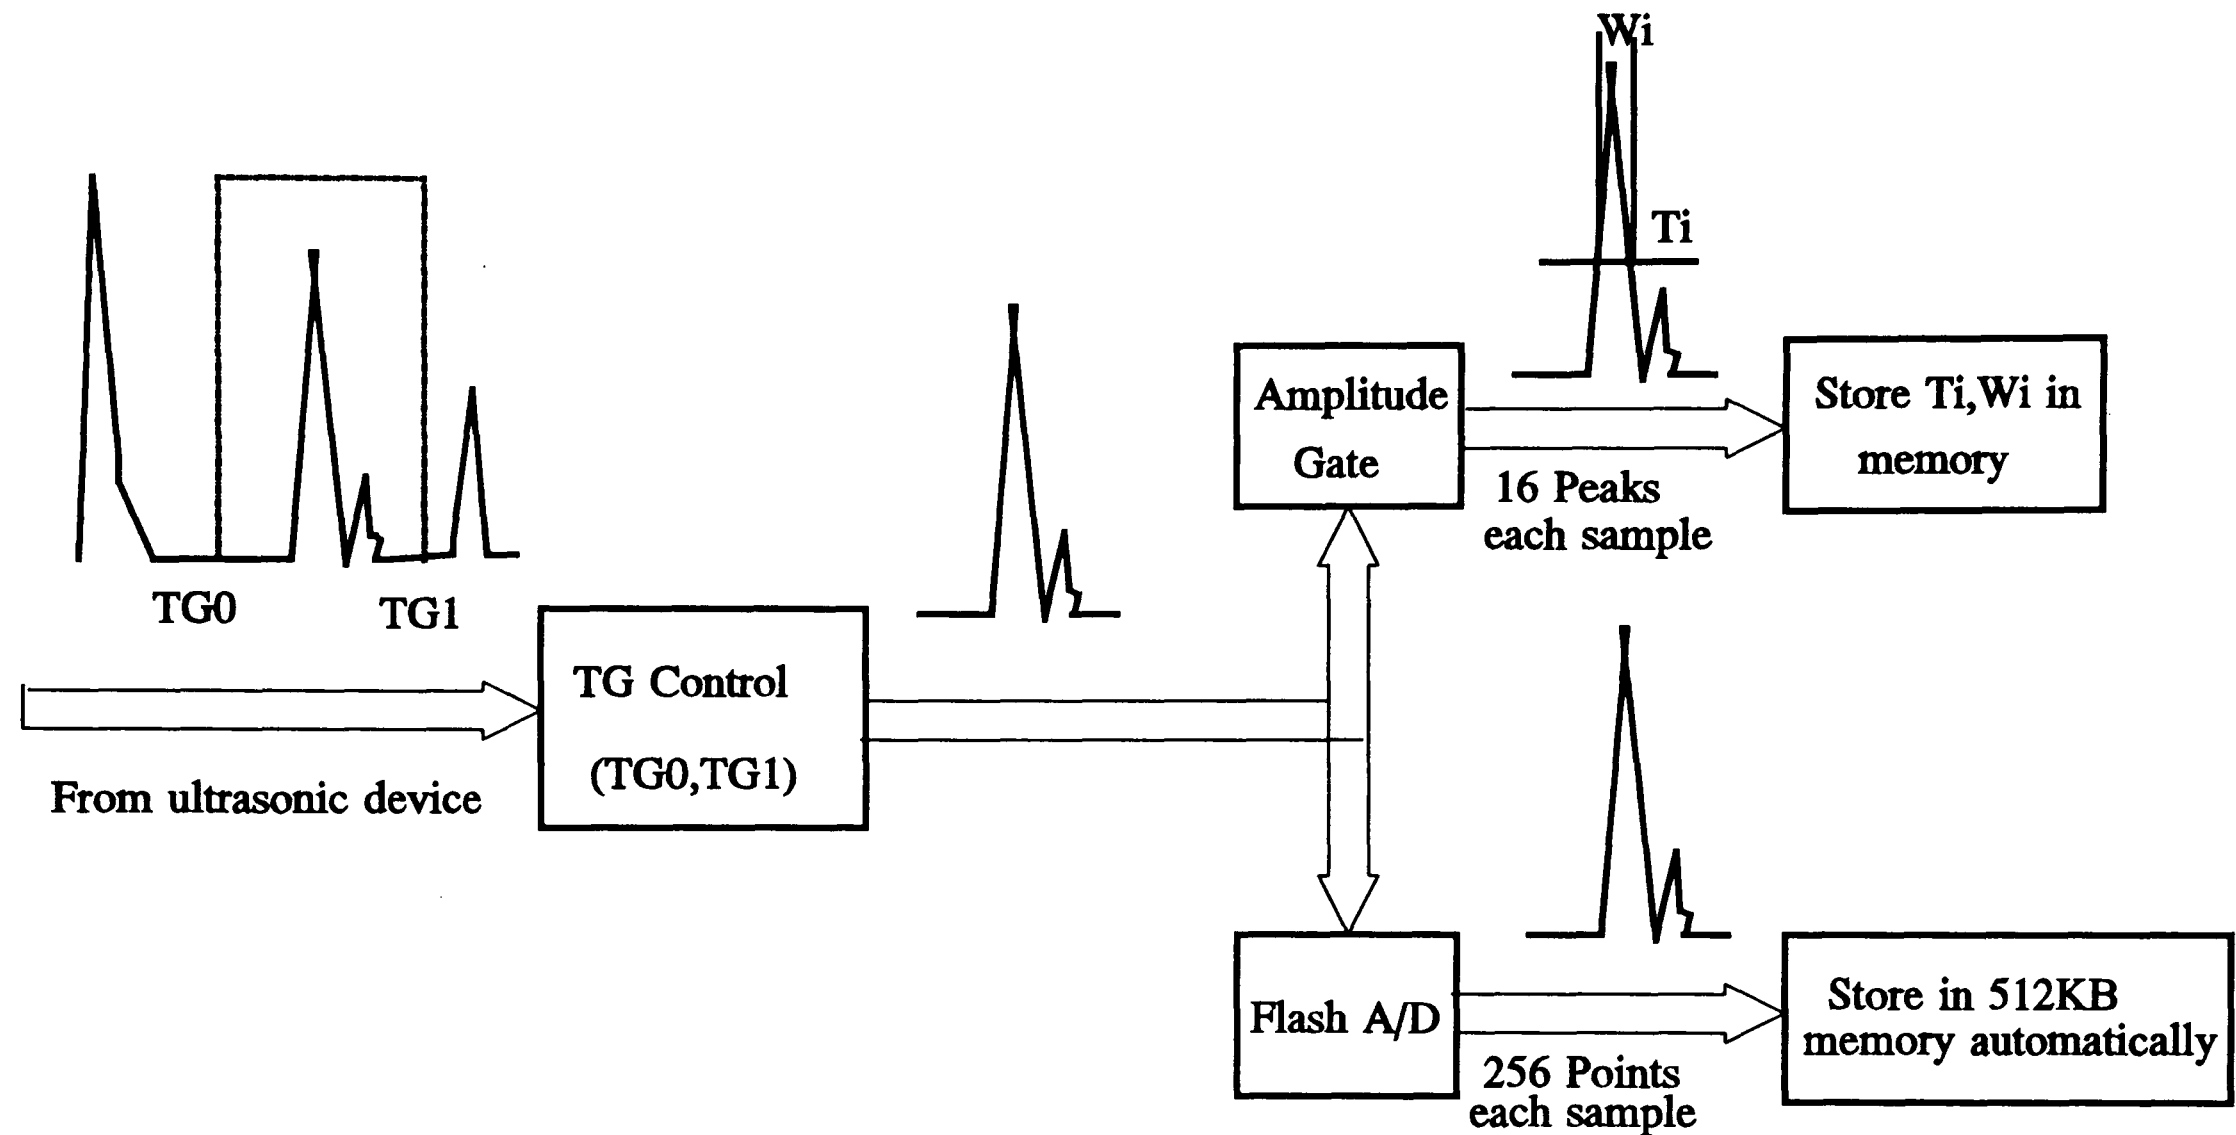 Wi
Ti
Amplitude
Gate
Store Ti,Wi in
memory
16 Peaks
each sample
TG0
TG1
TG Control
(TG0,TG1)
From ultrasonic device
Flash A/D
Store in 512KB
memory automatically
256 Points
each sample